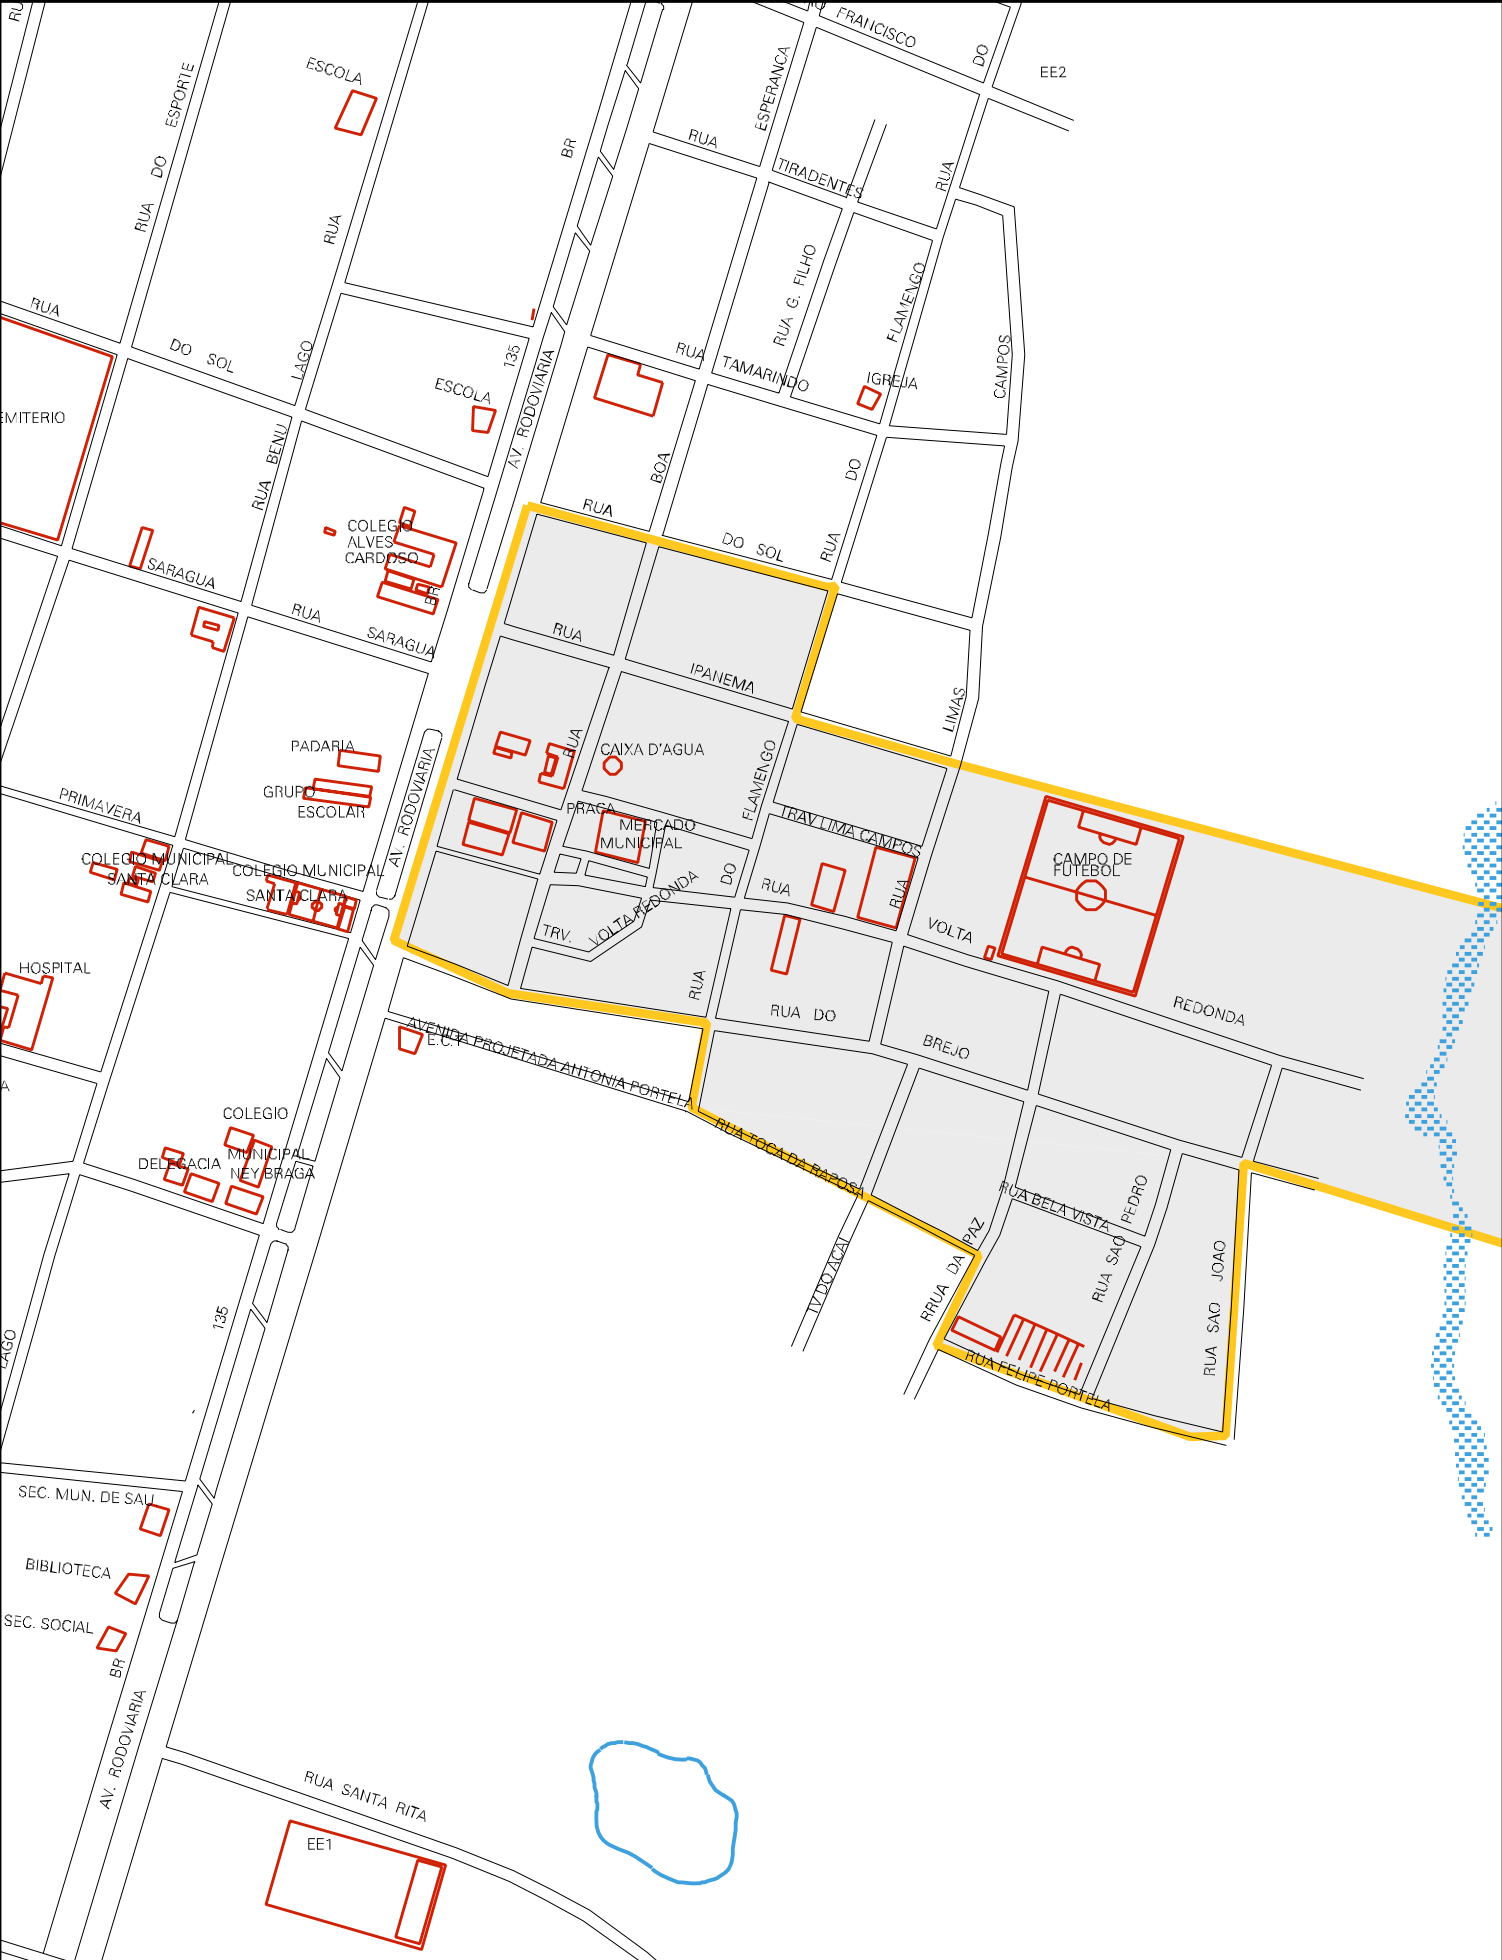 RU
FRANCISCO
DO
EE2
ESCOLA
ESPORTE
ESPERANCA
BR
RUA
TIRADENTES
RUA
DO
RUA
RUA
RUA G. FILHO
FLAMENGO
RUA
DO SOL
LAGO
135
AV. RODOVIARIA
RUA
TAMARINDO
IGREJA
CAMPOS
ESCOLA
EMITERIO
BENU
RUA
BOA
DO
RUA
RUA
DO SOL
RUA
COLEGIO
ALVES
CARDOSO
BR
SARAGUA
RUA
SARAGUA
RUA
IPANEMA
LIMAS
PADARIA
RUA
CAIXA D'AGUA
FLAMENGO
GRUPO
ESCOLAR
PRIMAVERA
AV. RODOVIARIA
PRACA
MERCADO
MUNICIPAL
TRAV LIMA CAMPOS
COLEGIO MUNICIPAL
SANTA CLARA
COLEGIO MUNICIPAL
SANTA CLARA
DO
RUA
RUA
CAMPO DE
FUTEBOL
TRV.
VOLTA REDONDA
VOLTA
REDONDA
HOSPITAL
RUA
RUA DO
BREJO
AVENIDA PROJETADA ANTONIA PORTELA
E.C.T
A
COLEGIO
MUNICIPAL
NEY BRAGA
DELEGACIA
RUA TOCA DA RAPOSA
RUA BELA VISTA
PEDRO
SAO
RUA
JOAO
SAO
RUA
PAZ
DA
RRUA
TV DO ACAI
135
LAGO
RUA FELIPE PORTELA
SEC. MUN. DE SAU
BIBLIOTECA
SEC. SOCIAL
BR
AV. RODOVIARIA
RUA SANTA RITA
EE1